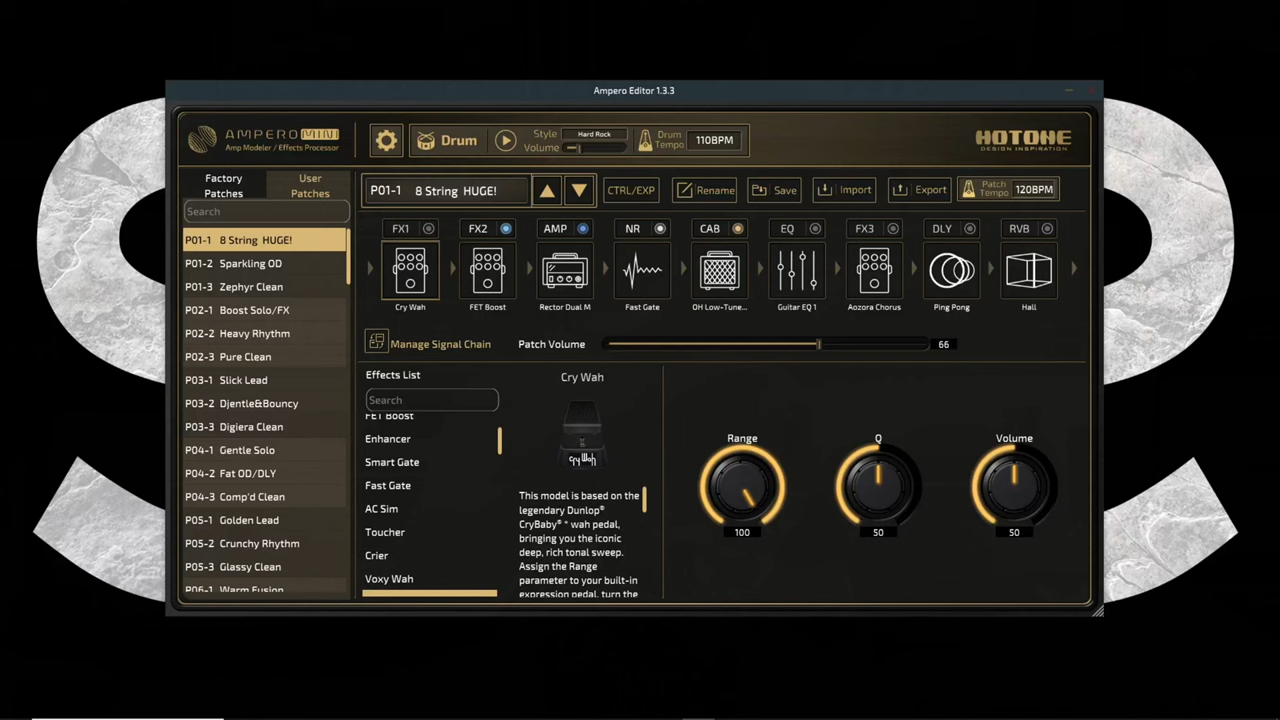 Ampero Editor 1.3.3
AMPERO MINI
Amp Modeler / Effects Processor
Drum
Style
Volume
Hard Rock
Drum
Tempo
110BPM
HOTONE
DESIGN INSPIRATION
Factory
Patches
User
Patches
Search
P01-1 8 String HUGE!
P01-2 Sparkling OD
P01-3 Zephyr Clean
P02-1 Boost Solo/FX
P02-2 Heavy Rhythm
P02-3 Pure Clean
P03-1 Slick Lead
P03-2 Djentle&Bouncy
P03-3 Digiera Clean
P04-1 Gentle Solo
P04-2 Fat OD/DLY
P04-3 Comp'd Clean
P05-1 Golden Lead
P05-2 Crunchy Rhythm
P05-3 Glassy Clean
P06-1 Warm Fusion
P01-1 8 String HUGE!
CTRL/EXP
Rename
Save
Import
Export
Patch
Tempo
120BPM
FX1 FX2 AMP NR CAB EQ FX3 DLY RVB
Cry Wah FET Boost Rector Dual M Fast Gate OH Low-Tune... Guitar EQ 1 Aozora Chorus Ping Pong Hall
Manage Signal Chain
Patch Volume
66
Effects List
Search
FET Boost
Enhancer
Smart Gate
Fast Gate
AC Sim
Toucher
Crier
Voxy Wah
Cry Wah
Cry Wah
This model is based on the
legendary Dunlop®
CryBaby®* wah pedal,
bringing you the iconic
deep, rich tonal sweep.
Assign the Range
parameter to your built-in
expression pedal, turn the
Range Q Volume
100 50 50